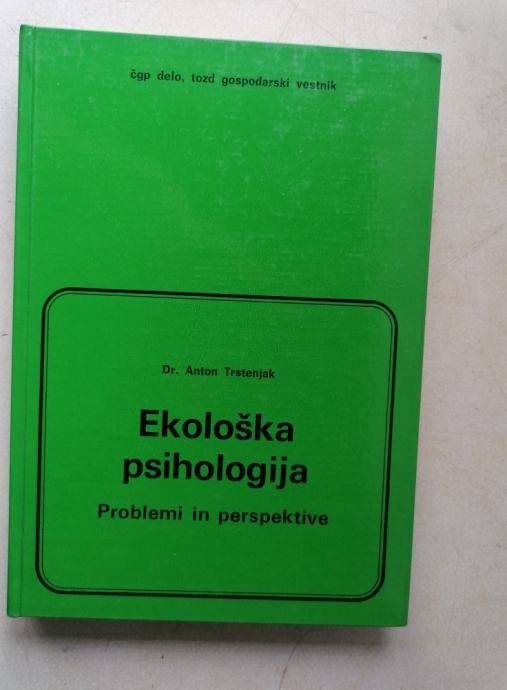 čgp delo, tozd gospodarski vestnik
Dr. Anton Trstenjak
Ekološka
psihologija
Problemi in perspektive